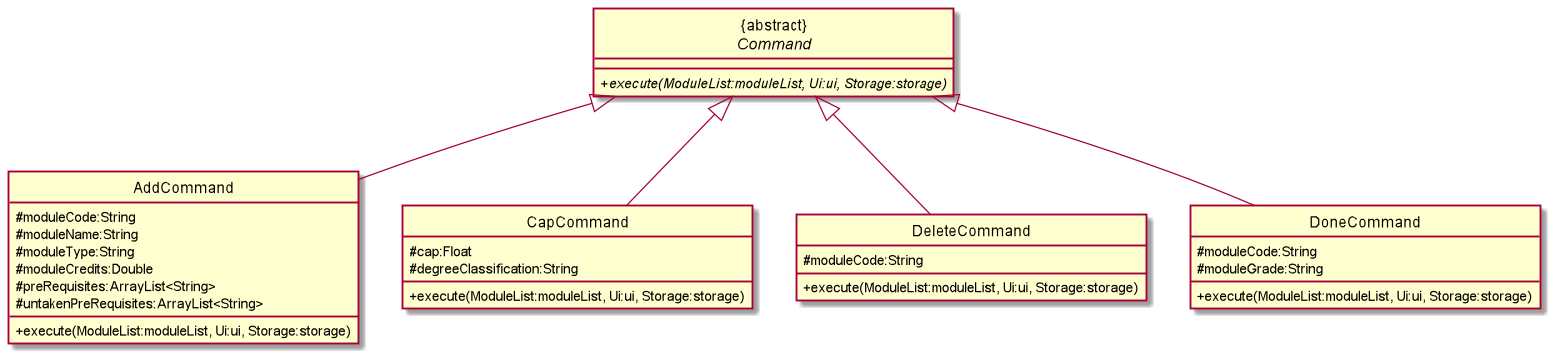 {abstract}
Command
+execute(ModuleList:moduleList, Ui:ui, Storage:storage)
AddCommand
#moduleCode:String
#moduleName:String
#moduleType:String
#moduleCredits:Double
#preRequisites:ArrayList<String>
#untakenPreRequisites:ArrayList<String>
+execute(ModuleList:moduleList, Ui:ui, Storage:storage)
CapCommand
#cap:Float
#degreeClassification:String
+execute(ModuleList:moduleList, Ui:ui, Storage:storage)
DeleteCommand
#moduleCode:String
+execute(ModuleList:moduleList, Ui:ui, Storage:storage)
DoneCommand
#moduleCode:String
#moduleGrade:String
+execute(ModuleList:moduleList, Ui:ui, Storage:storage)